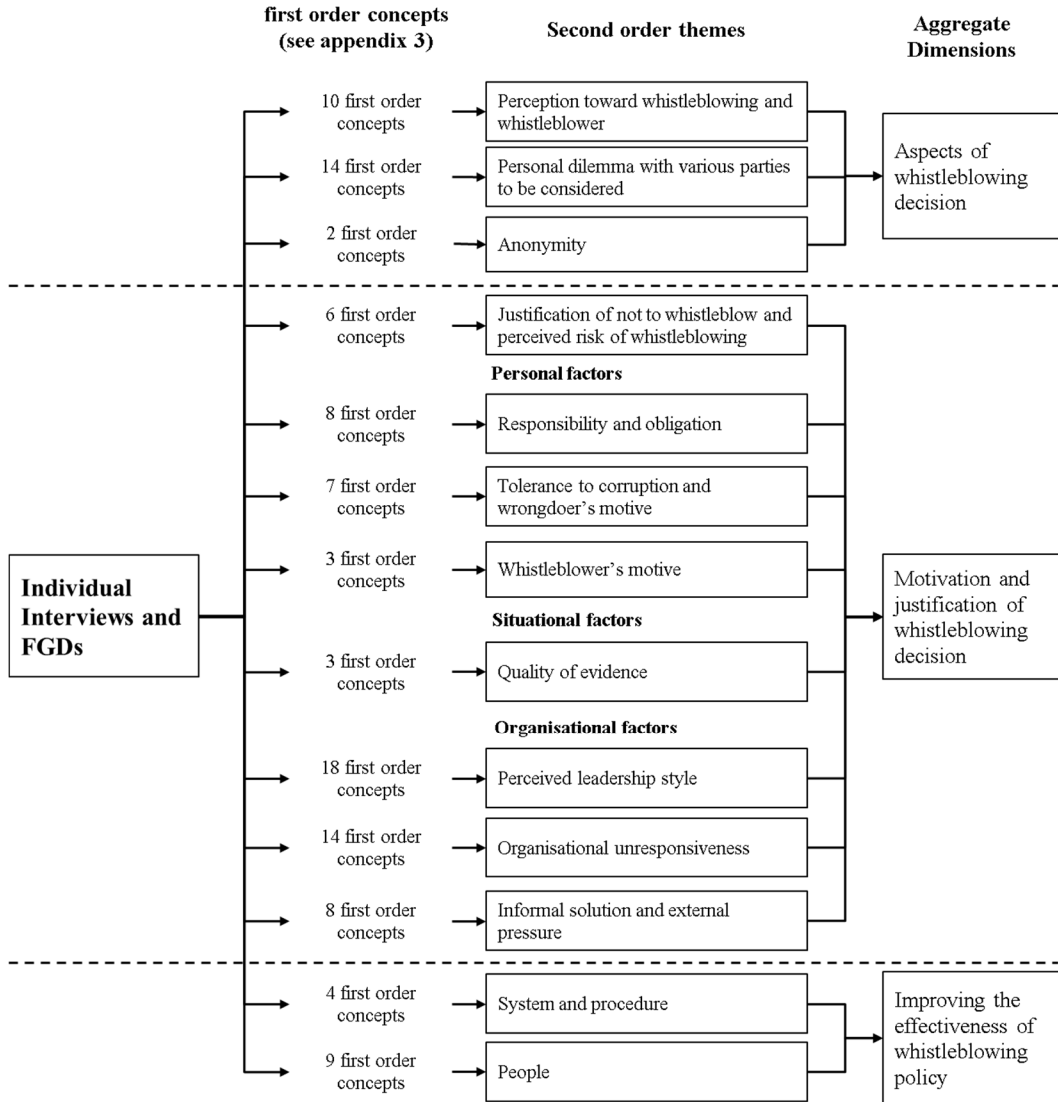 first order concepts
(see appendix 3)
Second order themes
Aggregate
Dimensions
10 first order
concepts
Perception toward whistleblowing and
whistleblower
14 first order
concepts
Personal dilemma with various parties
to be considered
2 first order
concepts
Anonymity
Aspects of
whistleblowing
decision
6 first order
concepts
Justification of not to whistleblow and
perceived risk of whistleblowing
Personal factors
8 first order
concepts
Responsibility and obligation
7 first order
concepts
Tolerance to corruption and
wrongdoer's motive
3 first order
concepts
Whistleblower's motive
Individual
Interviews and
FGDs
Situational factors
3 first order
concepts
Quality of evidence
Motivation and
justification of
whistleblowing
decision
Organisational factors
18 first order
concepts
Perceived leadership style
14 first order
concepts
Organisational unresponsiveness
8 first order
concepts
Informal solution and external
pressure
4 first order
concepts
System and procedure
9 first order
concepts
People
Improving the
effectiveness of
whistleblowing
policy